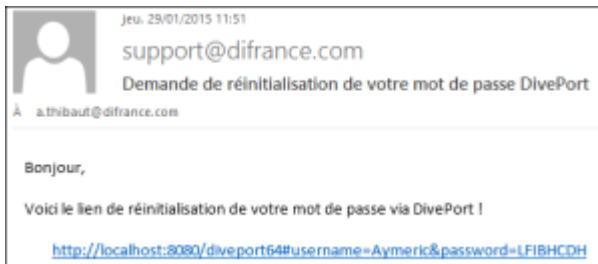 jeu. 29/01/2015 11:51
support@difrance.com
Demande de réinitialisation de votre mot de passe DivePort
À a.thibaut@difrance.com
Bonjour,
Voici le lien de réinitialisation de votre mot de passe via DivePort !
http://localhost:8080/diveport64#username=Aymeric&password=LFIBHCDH